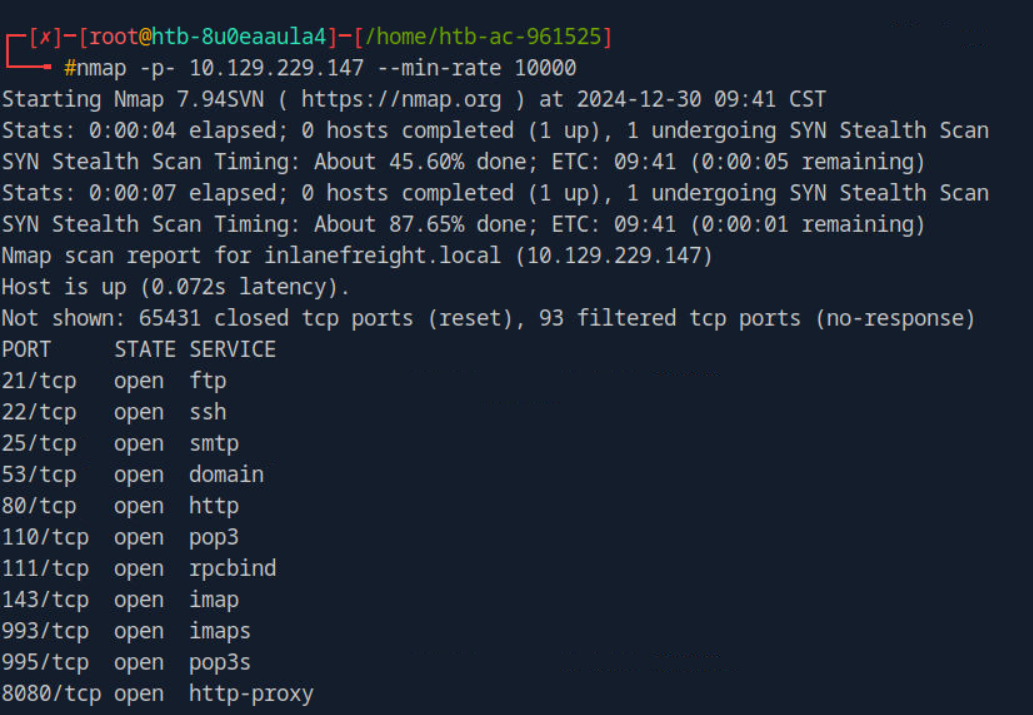 [✗]─[root@htb-8u0eaaula4]─[/home/htb-ac-961525]
#nmap -p- 10.129.229.147 --min-rate 10000
Starting Nmap 7.94SVN ( https://nmap.org ) at 2024-12-30 09:41 CST
Stats: 0:00:04 elapsed; 0 hosts completed (1 up), 1 undergoing SYN Stealth Scan
SYN Stealth Scan Timing: About 45.60% done; ETC: 09:41 (0:00:05 remaining)
Stats: 0:00:07 elapsed; 0 hosts completed (1 up), 1 undergoing SYN Stealth Scan
SYN Stealth Scan Timing: About 87.65% done; ETC: 09:41 (0:00:01 remaining)
Nmap scan report for inlanefreight.local (10.129.229.147)
Host is up (0.072s latency).
Not shown: 65431 closed tcp ports (reset), 93 filtered tcp ports (no-response)
PORT     STATE SERVICE
21/tcp   open  ftp
22/tcp   open  ssh
25/tcp   open  smtp
53/tcp   open  domain
80/tcp   open  http
110/tcp  open  pop3
111/tcp  open  rpcbind
143/tcp  open  imap
993/tcp  open  imaps
995/tcp  open  pop3s
8080/tcp open  http-proxy